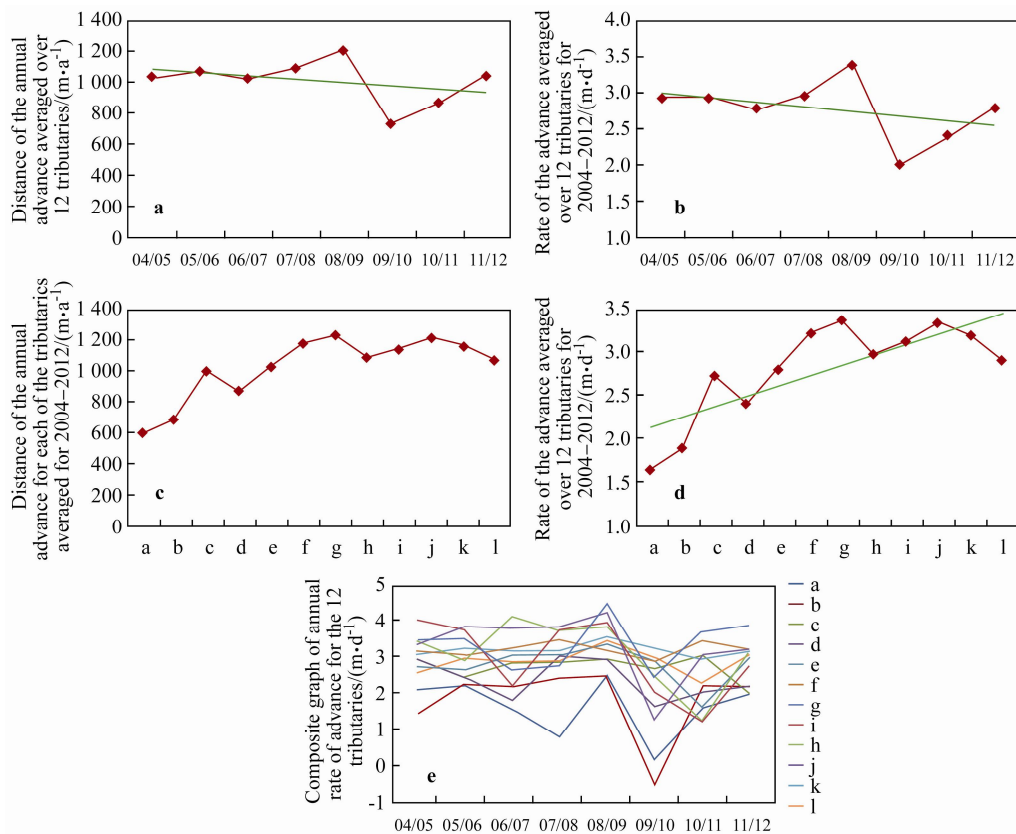 Distance of the annual
advance averaged over
12 tributaries/(m•a⁻¹)
1 400
1 200
1 000
800
600
400
200
0
a
04/05 05/06 06/07 07/08 08/09 09/10 10/11 11/12
Rate of the advance averaged
over 12 tributaries for
2004–2012/(m•d⁻¹)
4.0
3.5
3.0
2.5
2.0
1.5
1.0
b
04/05 05/06 06/07 07/08 08/09 09/10 10/11 11/12
Distance of the annual
advance for each of the tributarics
averaged for 2004–2012/(m•a⁻¹)
1 400
1 200
1 000
800
600
400
200
0
c
a b c d e f g h i j k l
Rate of the advance averaged
over 12 tributaries for
2004–2012/(m•d⁻¹)
3.5
3.0
2.5
2.0
1.5
1.0
d
a b c d e f g h i j k l
Composite graph of annual
rate of advance for the 12
tributaries/(m•d⁻¹)
5
4
3
2
1
0
-1
e
04/05 05/06 06/07 07/08 08/09 09/10 10/11 11/12
a
b
c
d
e
f
g
i
h
j
k
l